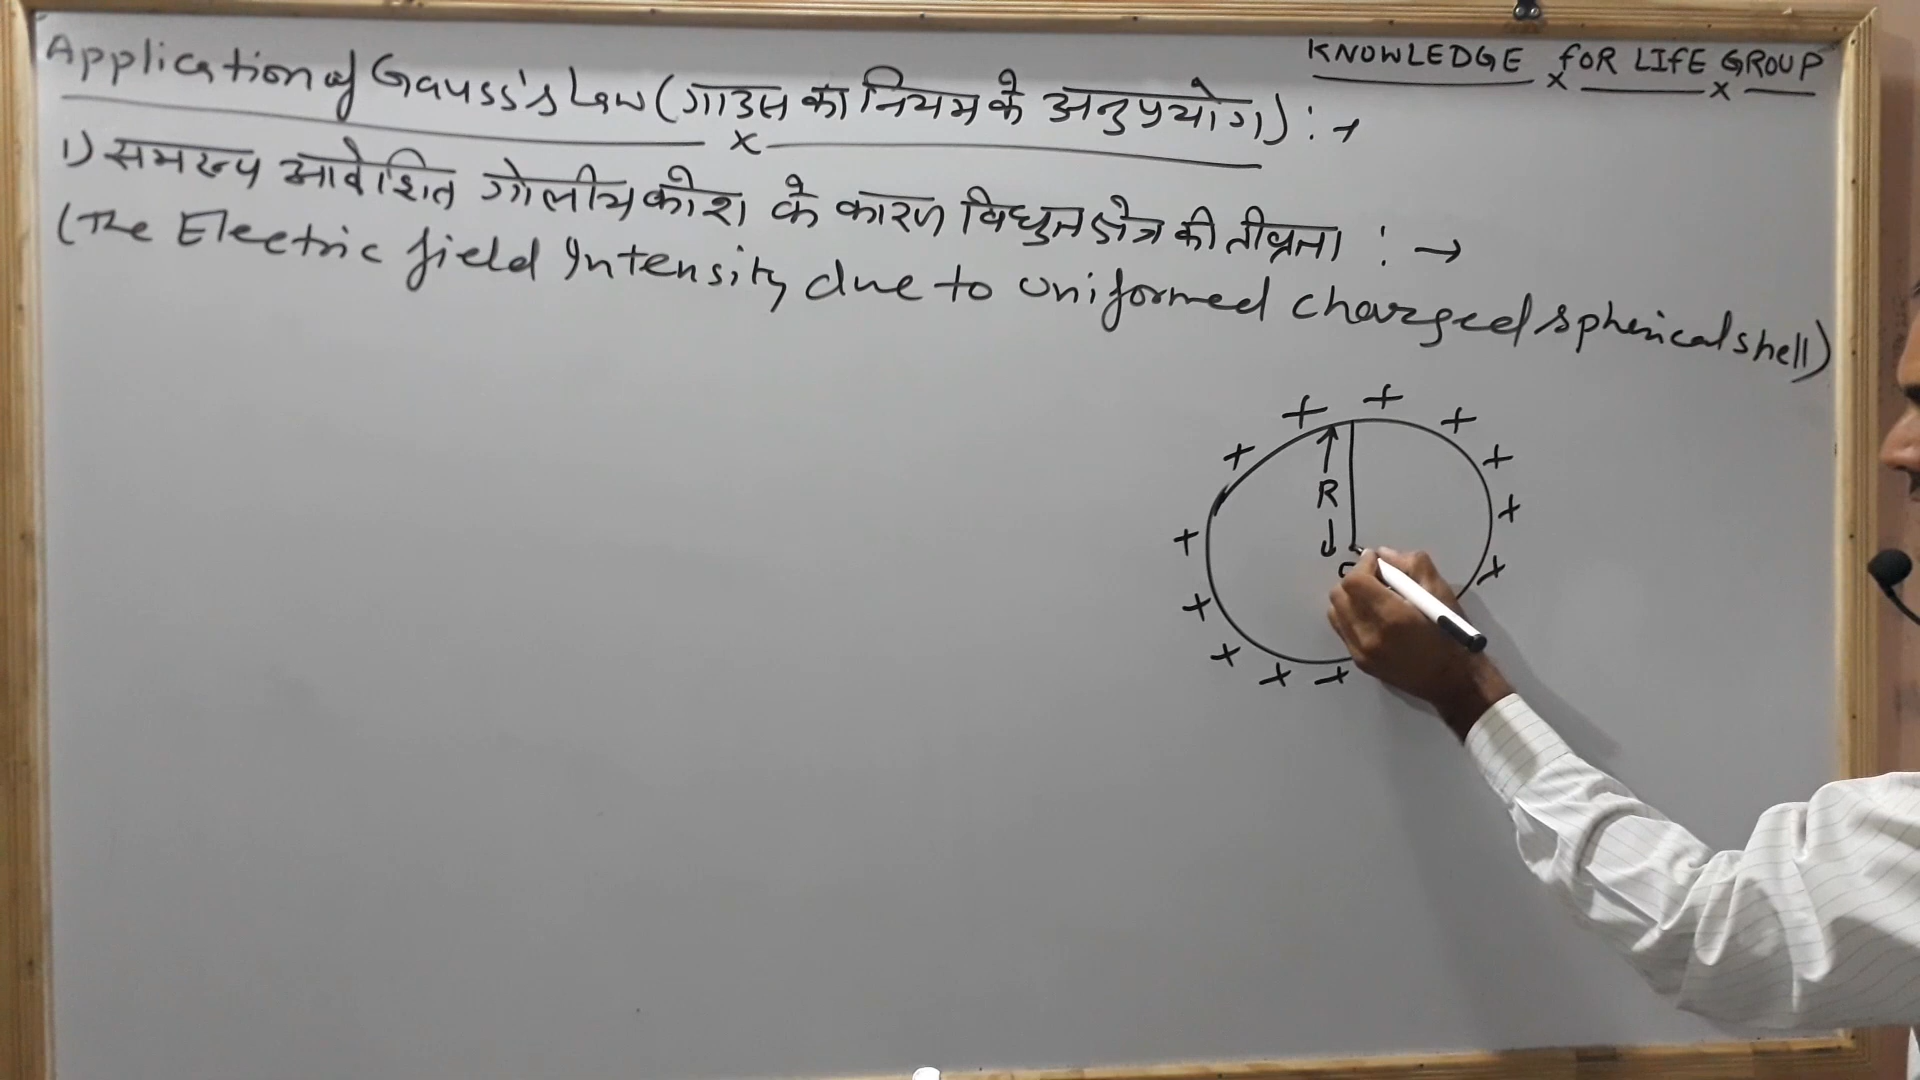 KNOWLEDGE FOR LIFE GROUP
Application of Gauss's Law (गाउस का नियम के अनुप्रयोग) : →
1) समरूप आवेशित गोलीय कोश के कारण विधुत क्षेत्र की तीव्रता : →
(The Electric field Intensity due to uniformed charged spherical shell)
R